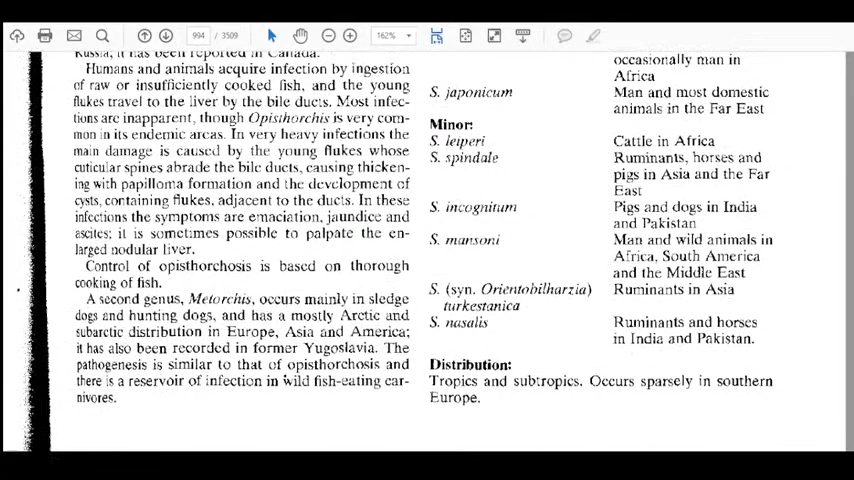 994 / 3509
162%
Russia; it has been reported in Canada.
Humans and animals acquire infection by ingestion
of raw or insufficiently cooked fish, and the young
flukes travel to the liver by the bile ducts. Most infec-
tions are inapparent, though Opisthorchis is very com-
mon in its endemic areas. In very heavy infections the
main damage is caused by the young flukes whose
cuticular spines abrade the bile ducts, causing thicken-
ing with papilloma formation and the development of
cysts, containing flukes, adjacent to the ducts. In these
infections the symptoms are emaciation, jaundice and
ascites; it is sometimes possible to palpate the en-
larged nodular liver.
Control of opisthorchosis is based on thorough
cooking of fish.
A second genus, Metorchis, occurs mainly in sledge
dogs and hunting dogs, and has a mostly Arctic and
subarctic distribution in Europe, Asia and America;
it has also been recorded in former Yugoslavia. The
pathogenesis is similar to that of opisthorchosis and
there is a reservoir of infection in wild fish-eating car-
nivores.
occasionally man in
Africa
S. japonicum Man and most domestic
animals in the Far East
Minor:
S. leiperi Cattle in Africa
S. spindale Ruminants, horses and
pigs in Asia and the Far
East
S. incognitum Pigs and dogs in India
and Pakistan
S. mansoni Man and wild animals in
Africa, South America
and the Middle East
S. (syn. Orientobilharzia) Ruminants in Asia
turkestanica
S. nasalis Ruminants and horses
in India and Pakistan.
Distribution:
Tropics and subtropics. Occurs sparsely in southern
Europe.